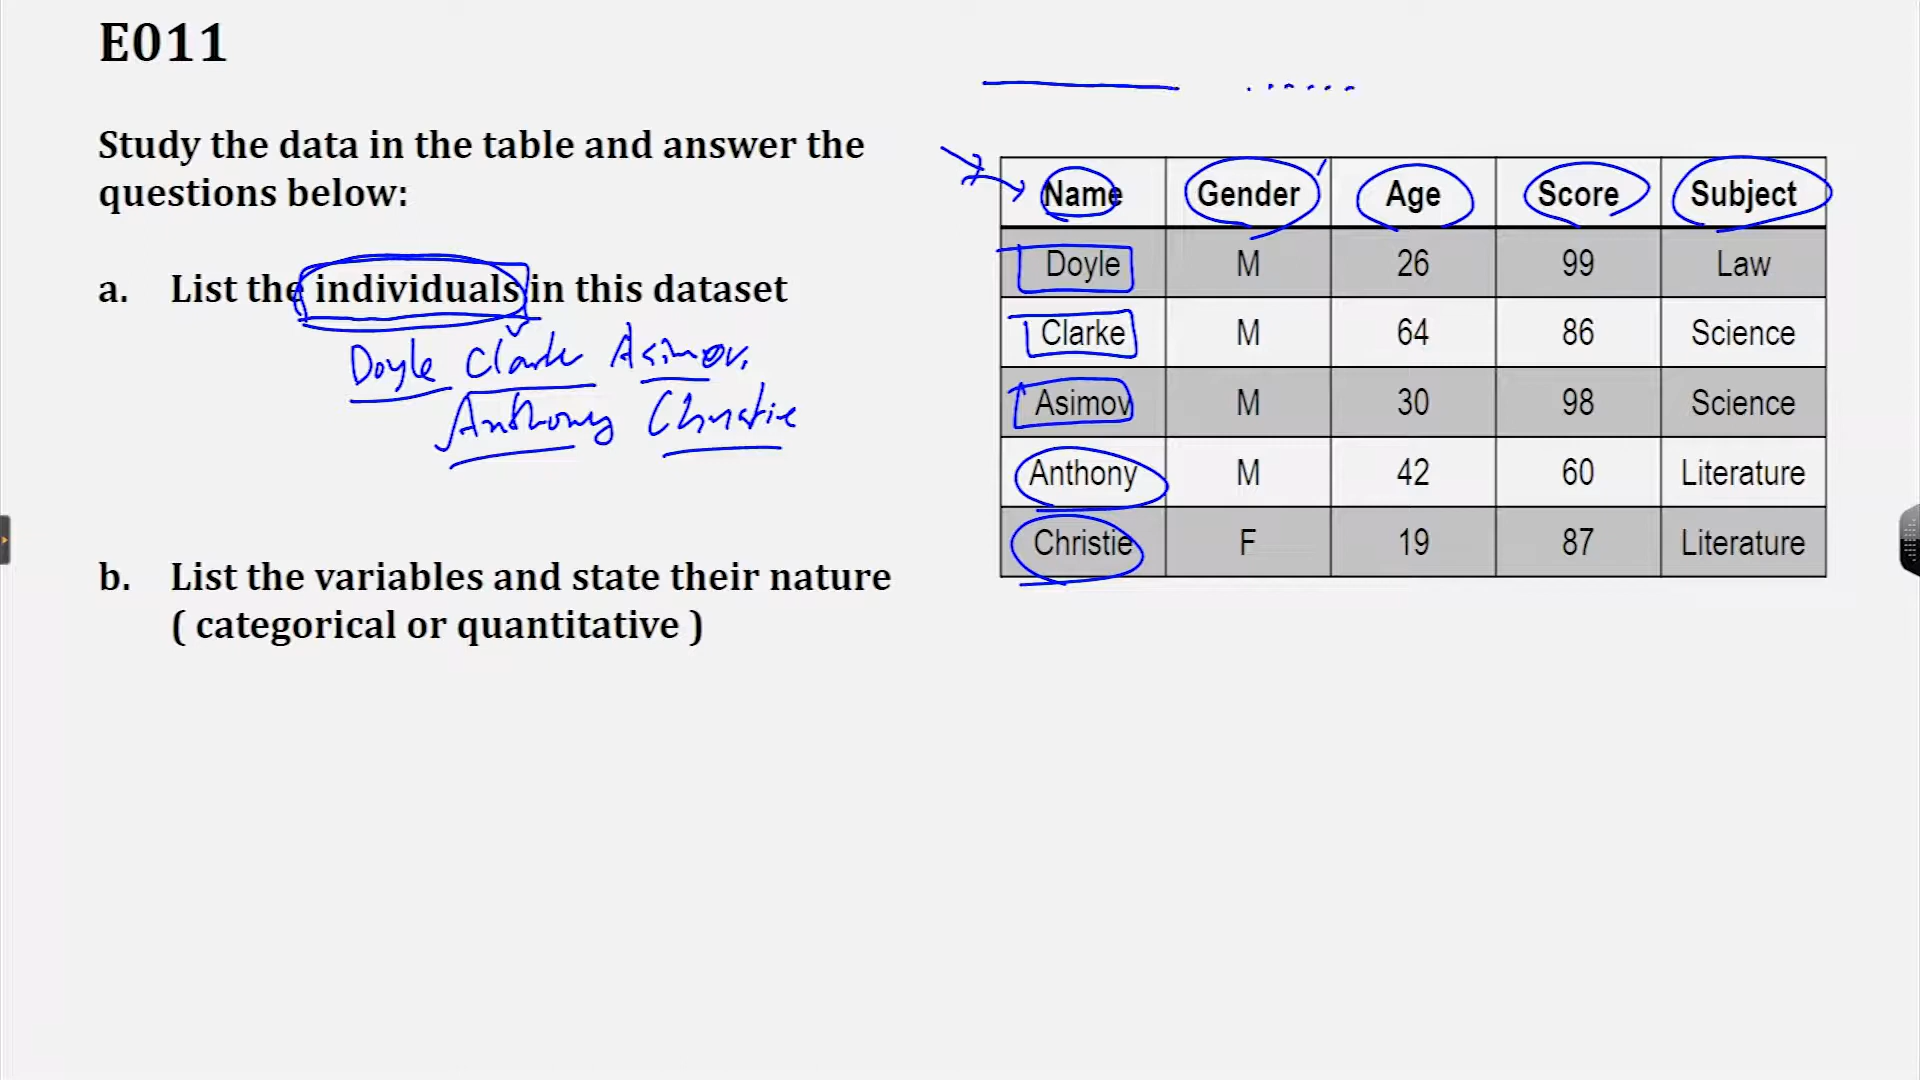 E011
Study the data in the table and answer the
questions below:
a. List the individuals in this dataset
Doyle Clarke Asimov,
Anthony Christie
b. List the variables and state their nature
( categorical or quantitative )
Name Gender Age Score Subject
Doyle M 26 99 Law
Clarke M 64 86 Science
Asimov M 30 98 Science
Anthony M 42 60 Literature
Christie F 19 87 Literature